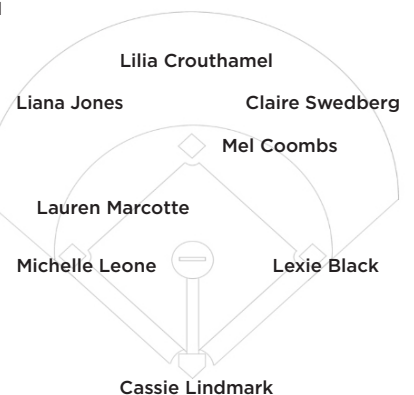 Lilia Crouthamel
Liana Jones
Claire Swedberg
Mel Coombs
Lauren Marcotte
Michelle Leone
Lexie Black
Cassie Lindmark